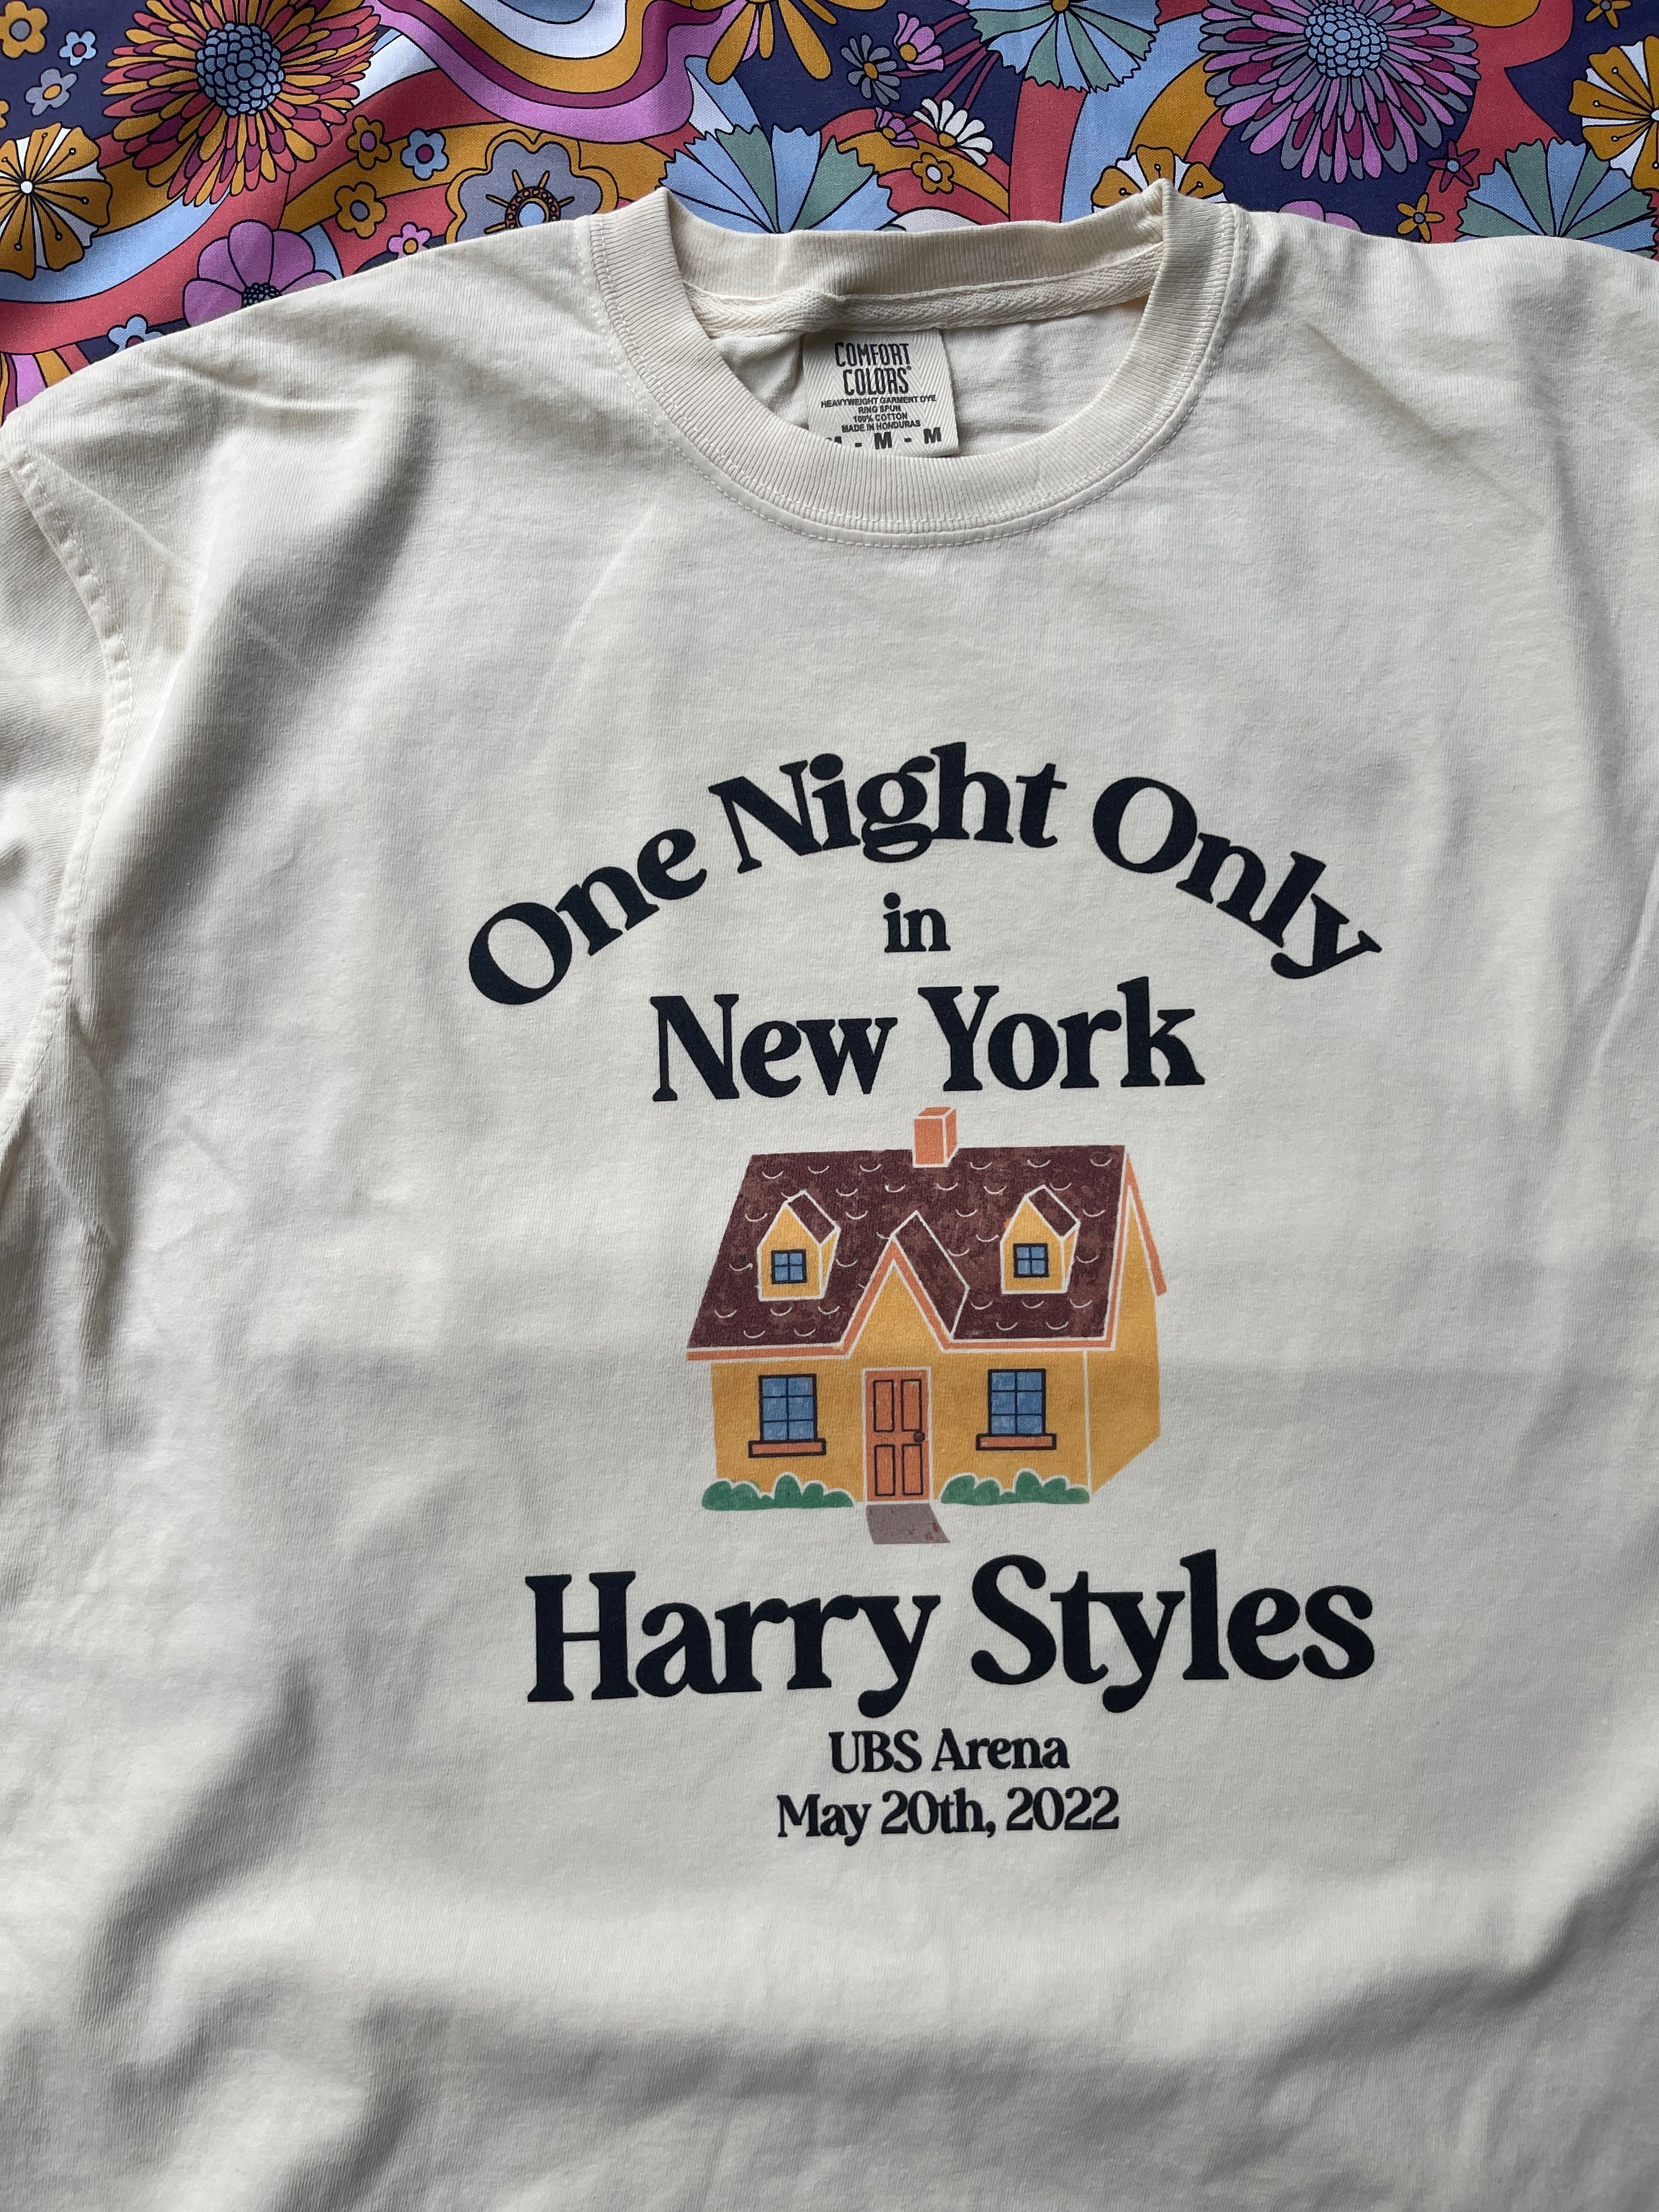 COMFORT
COLORS®
HEAVYWEIGHT GARMENT DYE
RING SPUN
100% COTTON
MADE IN HONDURAS
M - M - M
One Night Only
in
New York
Harry Styles
UBS Arena
May 20th, 2022